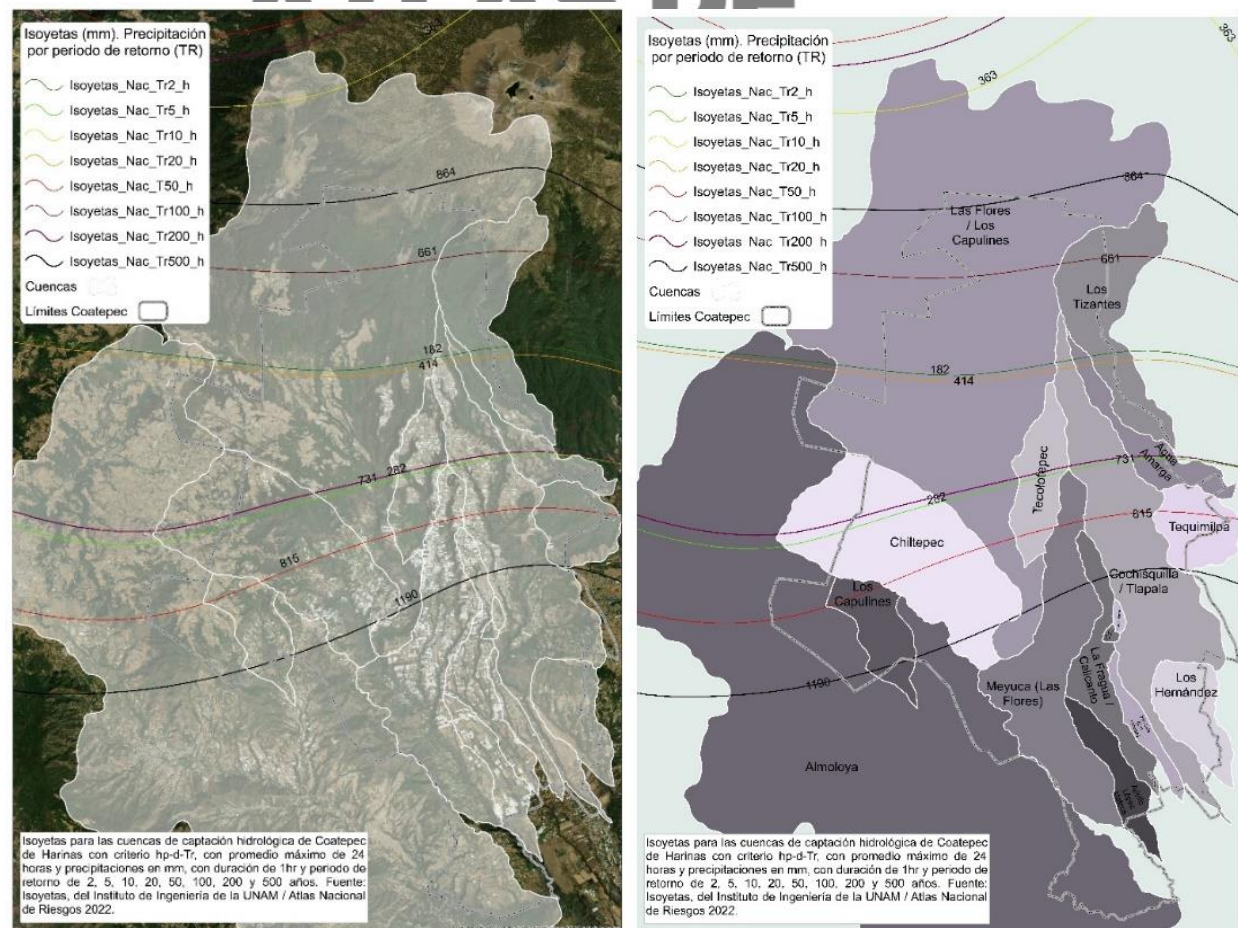 Isoyetas (mm). Precipitación
por periodo de retorno (TR)
Isoyetas_Nac_Tr2_h
Isoyetas_Nac_Tr5_h
Isoyetas_Nac_Tr10_h
Isoyetas_Nac_Tr20_h
Isoyetas_Nac_T50_h
Isoyetas_Nac_Tr100_h
Isoyetas_Nac_Tr200_h
Isoyetas_Nac_Tr500_h
Cuencas
Límites Coatepec
363
864
661
182
414
731
282
815
1190
Isoyetas para las cuencas de captación hidrológica de Coatepec
de Harinas con criterio hp-d-Tr, con promedio máximo de 24
horas y precipitaciones en mm, con duración de 1hr y periodo de
retorno de 2, 5, 10, 20, 50, 100, 200 y 500 años. Fuente:
Isoyetas, del Instituto de Ingeniería de la UNAM / Atlas Nacional
de Riesgos 2022.
Isoyetas (mm). Precipitación
por periodo de retorno (TR)
Isoyetas_Nac_Tr2_h
Isoyetas_Nac_Tr5_h
Isoyetas_Nac_Tr10_h
Isoyetas_Nac_Tr20_h
Isoyetas_Nac_T50_h
Isoyetas_Nac_Tr100_h
Isoyetas_Nac_Tr200_h
Isoyetas_Nac_Tr500_h
Cuencas
Límites Coatepec
363
363
864
Las Flores
/ Los
Capulines
661
Los
Tizantes
182
414
Tecolotepec
Agua
Amarga
731
282
815
Tequimilpa
Chiltepec
Los
Capulines
Cochisquilla
/ Tlapala
1190
Meyuca (Las
Flores)
La Fragua /
Calicanto
Los
Hernández
Almoloya
Isoyetas para las cuencas de captación hidrológica de Coatepec
de Harinas con criterio hp-d-Tr, con promedio máximo de 24
horas y precipitaciones en mm, con duración de 1hr y periodo de
retorno de 2, 5, 10, 20, 50, 100, 200 y 500 años. Fuente:
Isoyetas, del Instituto de Ingeniería de la UNAM / Atlas Nacional
de Riesgos 2022.